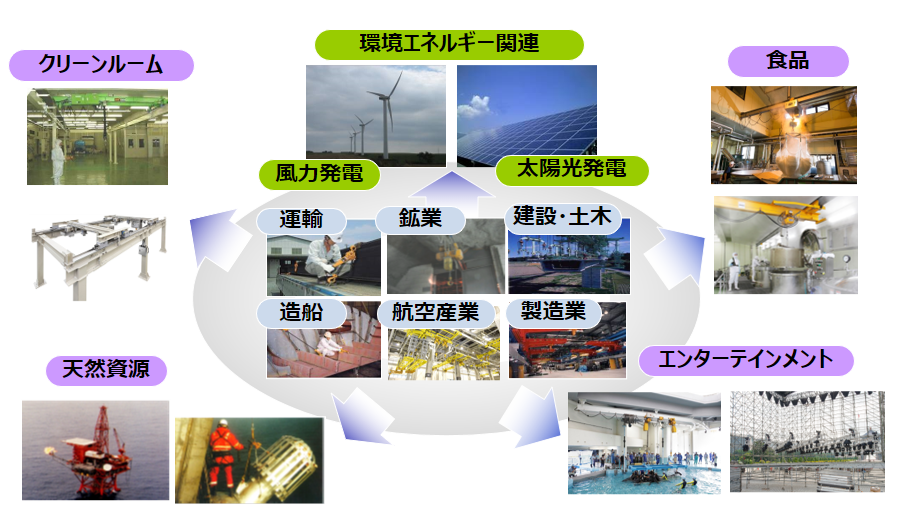 環境エネルギー関連
クリーンルーム
食品
風力発電
太陽光発電
運輸
鉱業
建設・土木
造船
航空産業
製造業
天然資源
エンターテインメント